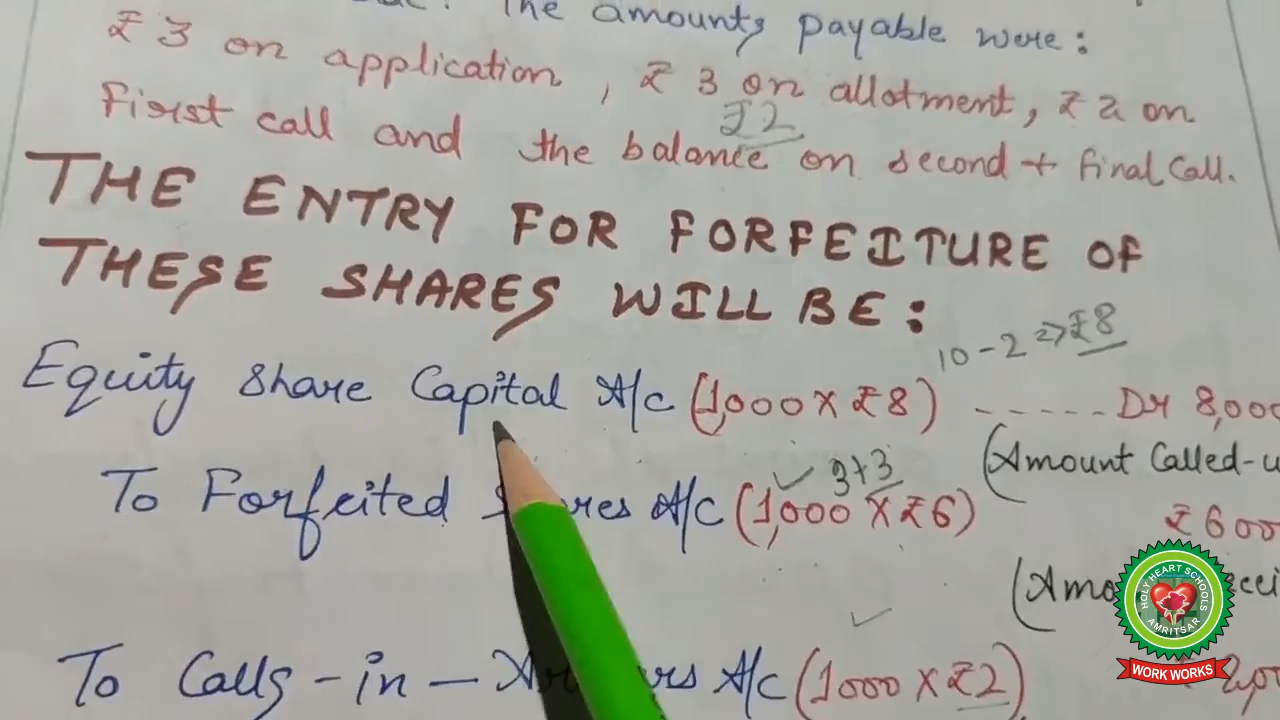 The amounts payable were:
₹ 3 on application, ₹ 3 on allotment, ₹ 2 on
₹2
First call and the balance on second + final Call.
THE ENTRY FOR FORFEITURE OF
THESE SHARES WILL BE:
10-2 => ₹8
Equity Share Capital A/c (1,000 x ₹8) ------ Dr 8,000
(Amount Called-u
3+3
To Forfeited A/c (1,000 x ₹6) ₹600
To Calls-in- A/c (1000 x ₹2)
HOLY HEART SCHOOLS
AMRITSAR
WORK WORKS